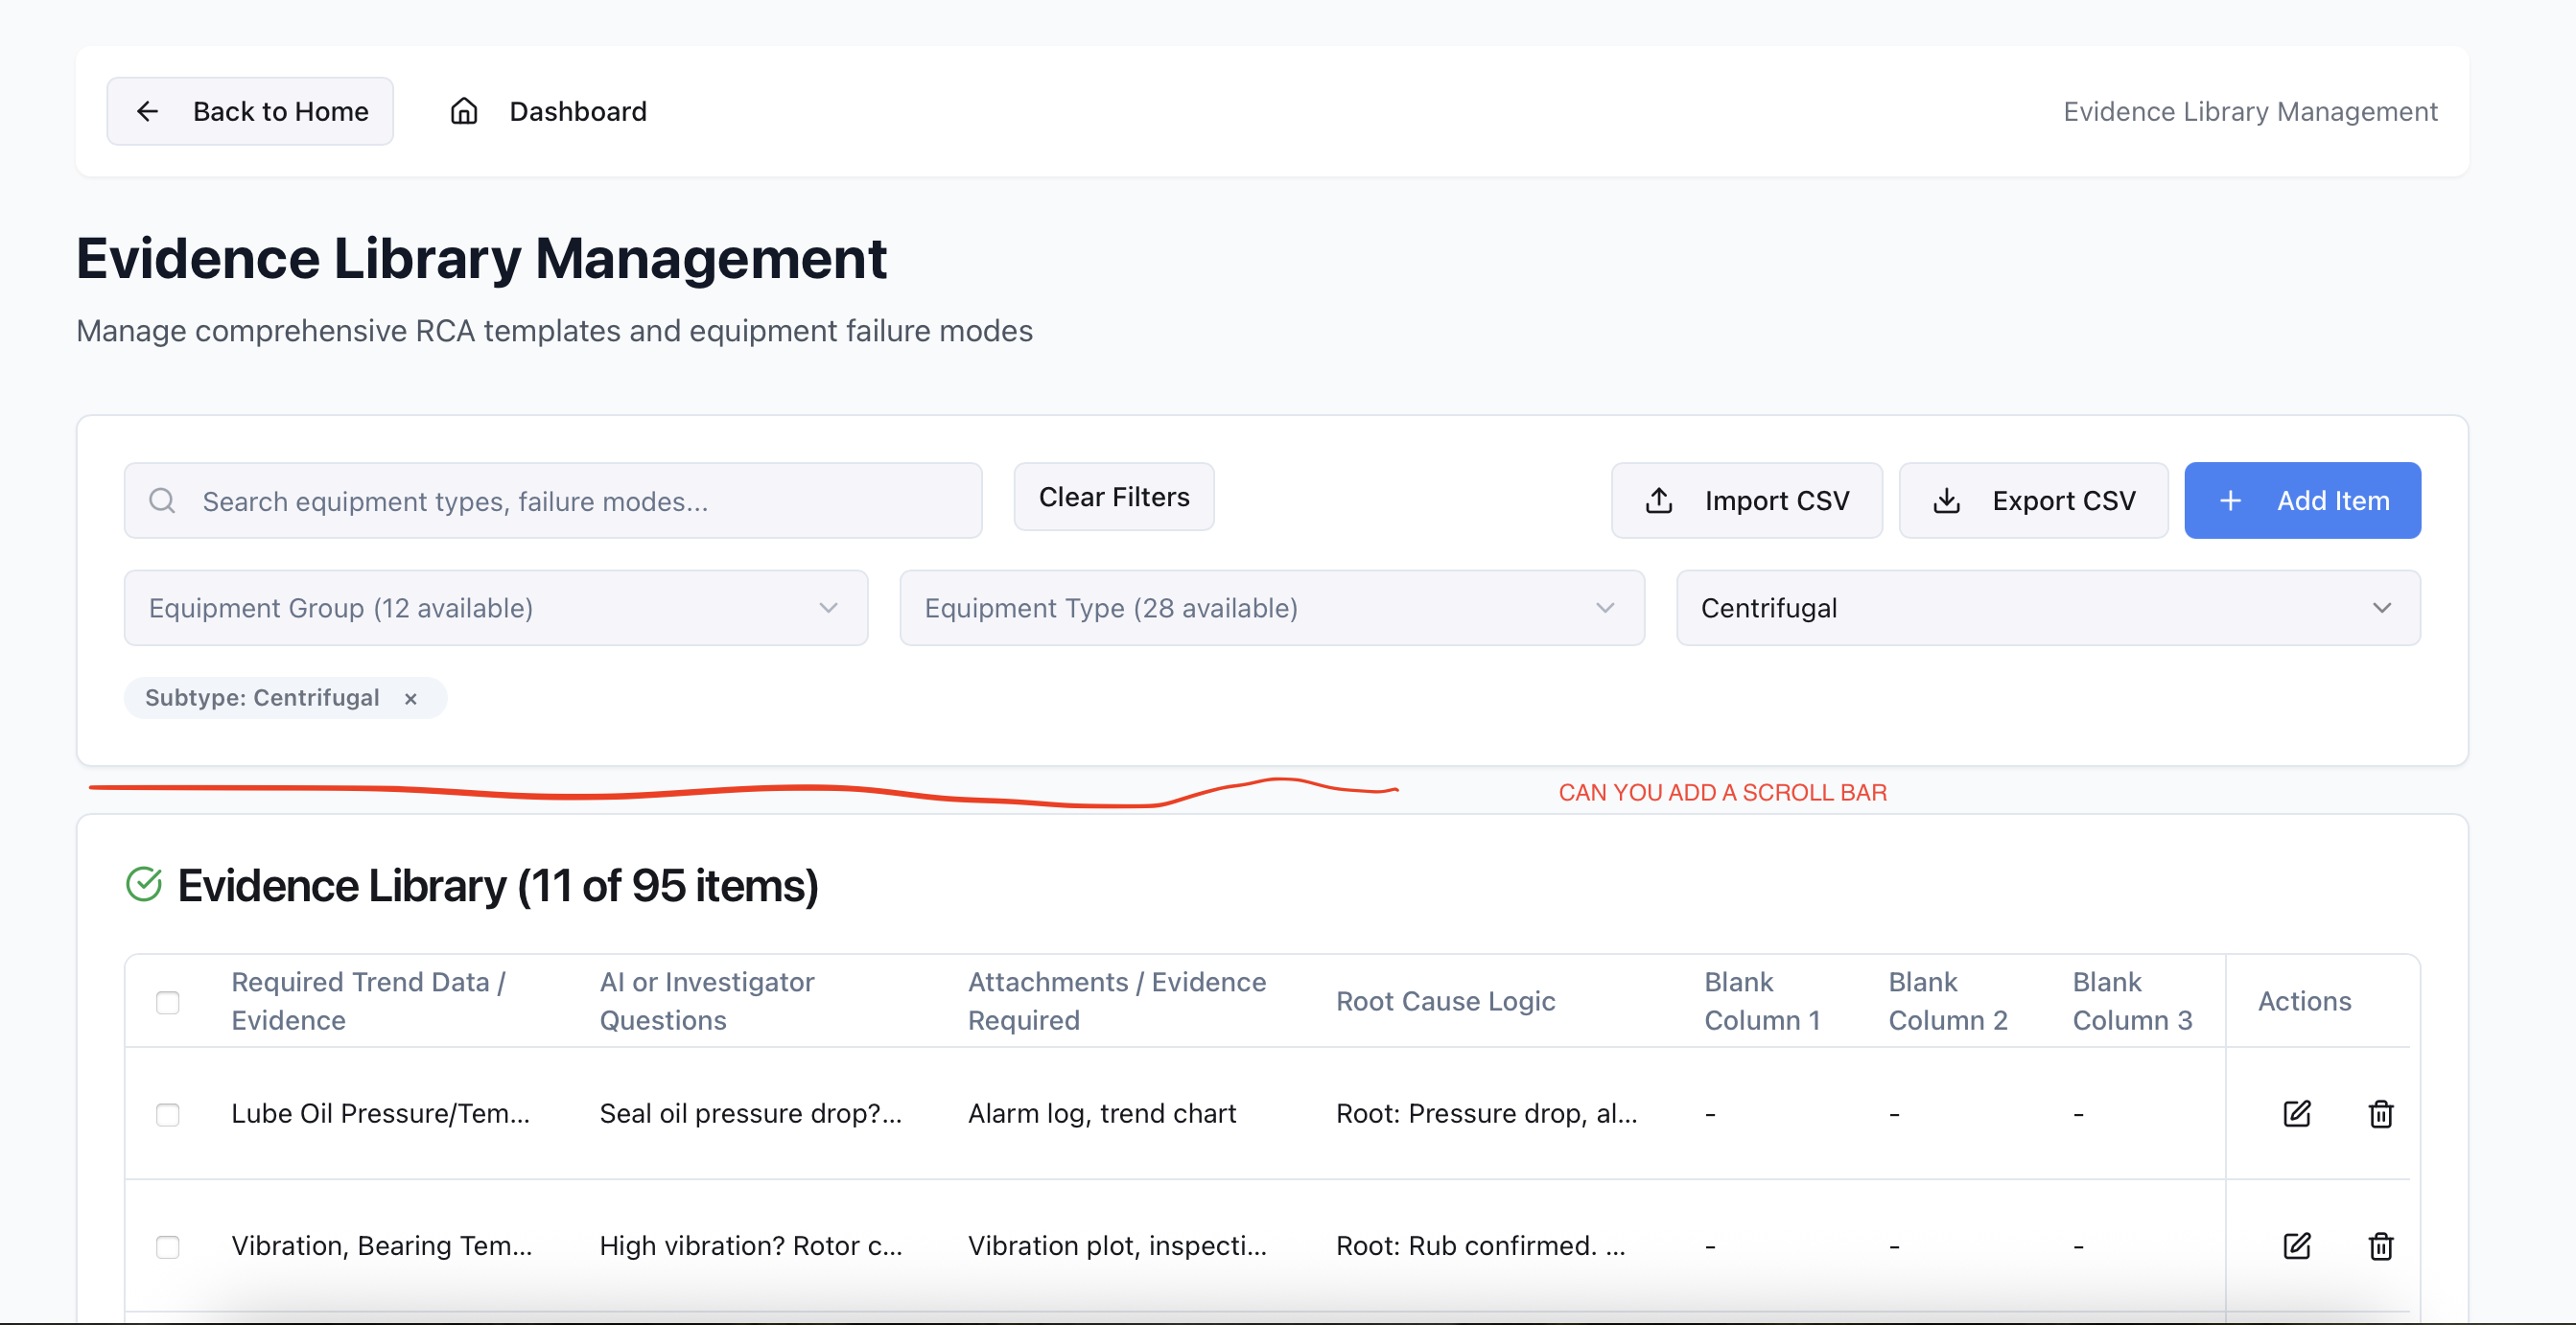 Back to Home
Dashboard
Evidence Library Management
Evidence Library Management
Manage comprehensive RCA templates and equipment failure modes
Search equipment types, failure modes...
Clear Filters
Import CSV
Export CSV
Add Item
Equipment Group (12 available)
Equipment Type (28 available)
Centrifugal
Subtype: Centrifugal ×
CAN YOU ADD A SCROLL BAR
Evidence Library (11 of 95 items)
Required Trend Data /
Evidence
AI or Investigator
Questions
Attachments / Evidence
Required
Root Cause Logic
Blank
Column 1
Blank
Column 2
Blank
Column 3
Actions
Lube Oil Pressure/Tem...
Seal oil pressure drop?...
Alarm log, trend chart
Root: Pressure drop, al...
-
-
-
Vibration, Bearing Tem...
High vibration? Rotor c...
Vibration plot, inspecti...
Root: Rub confirmed. ...
-
-
-